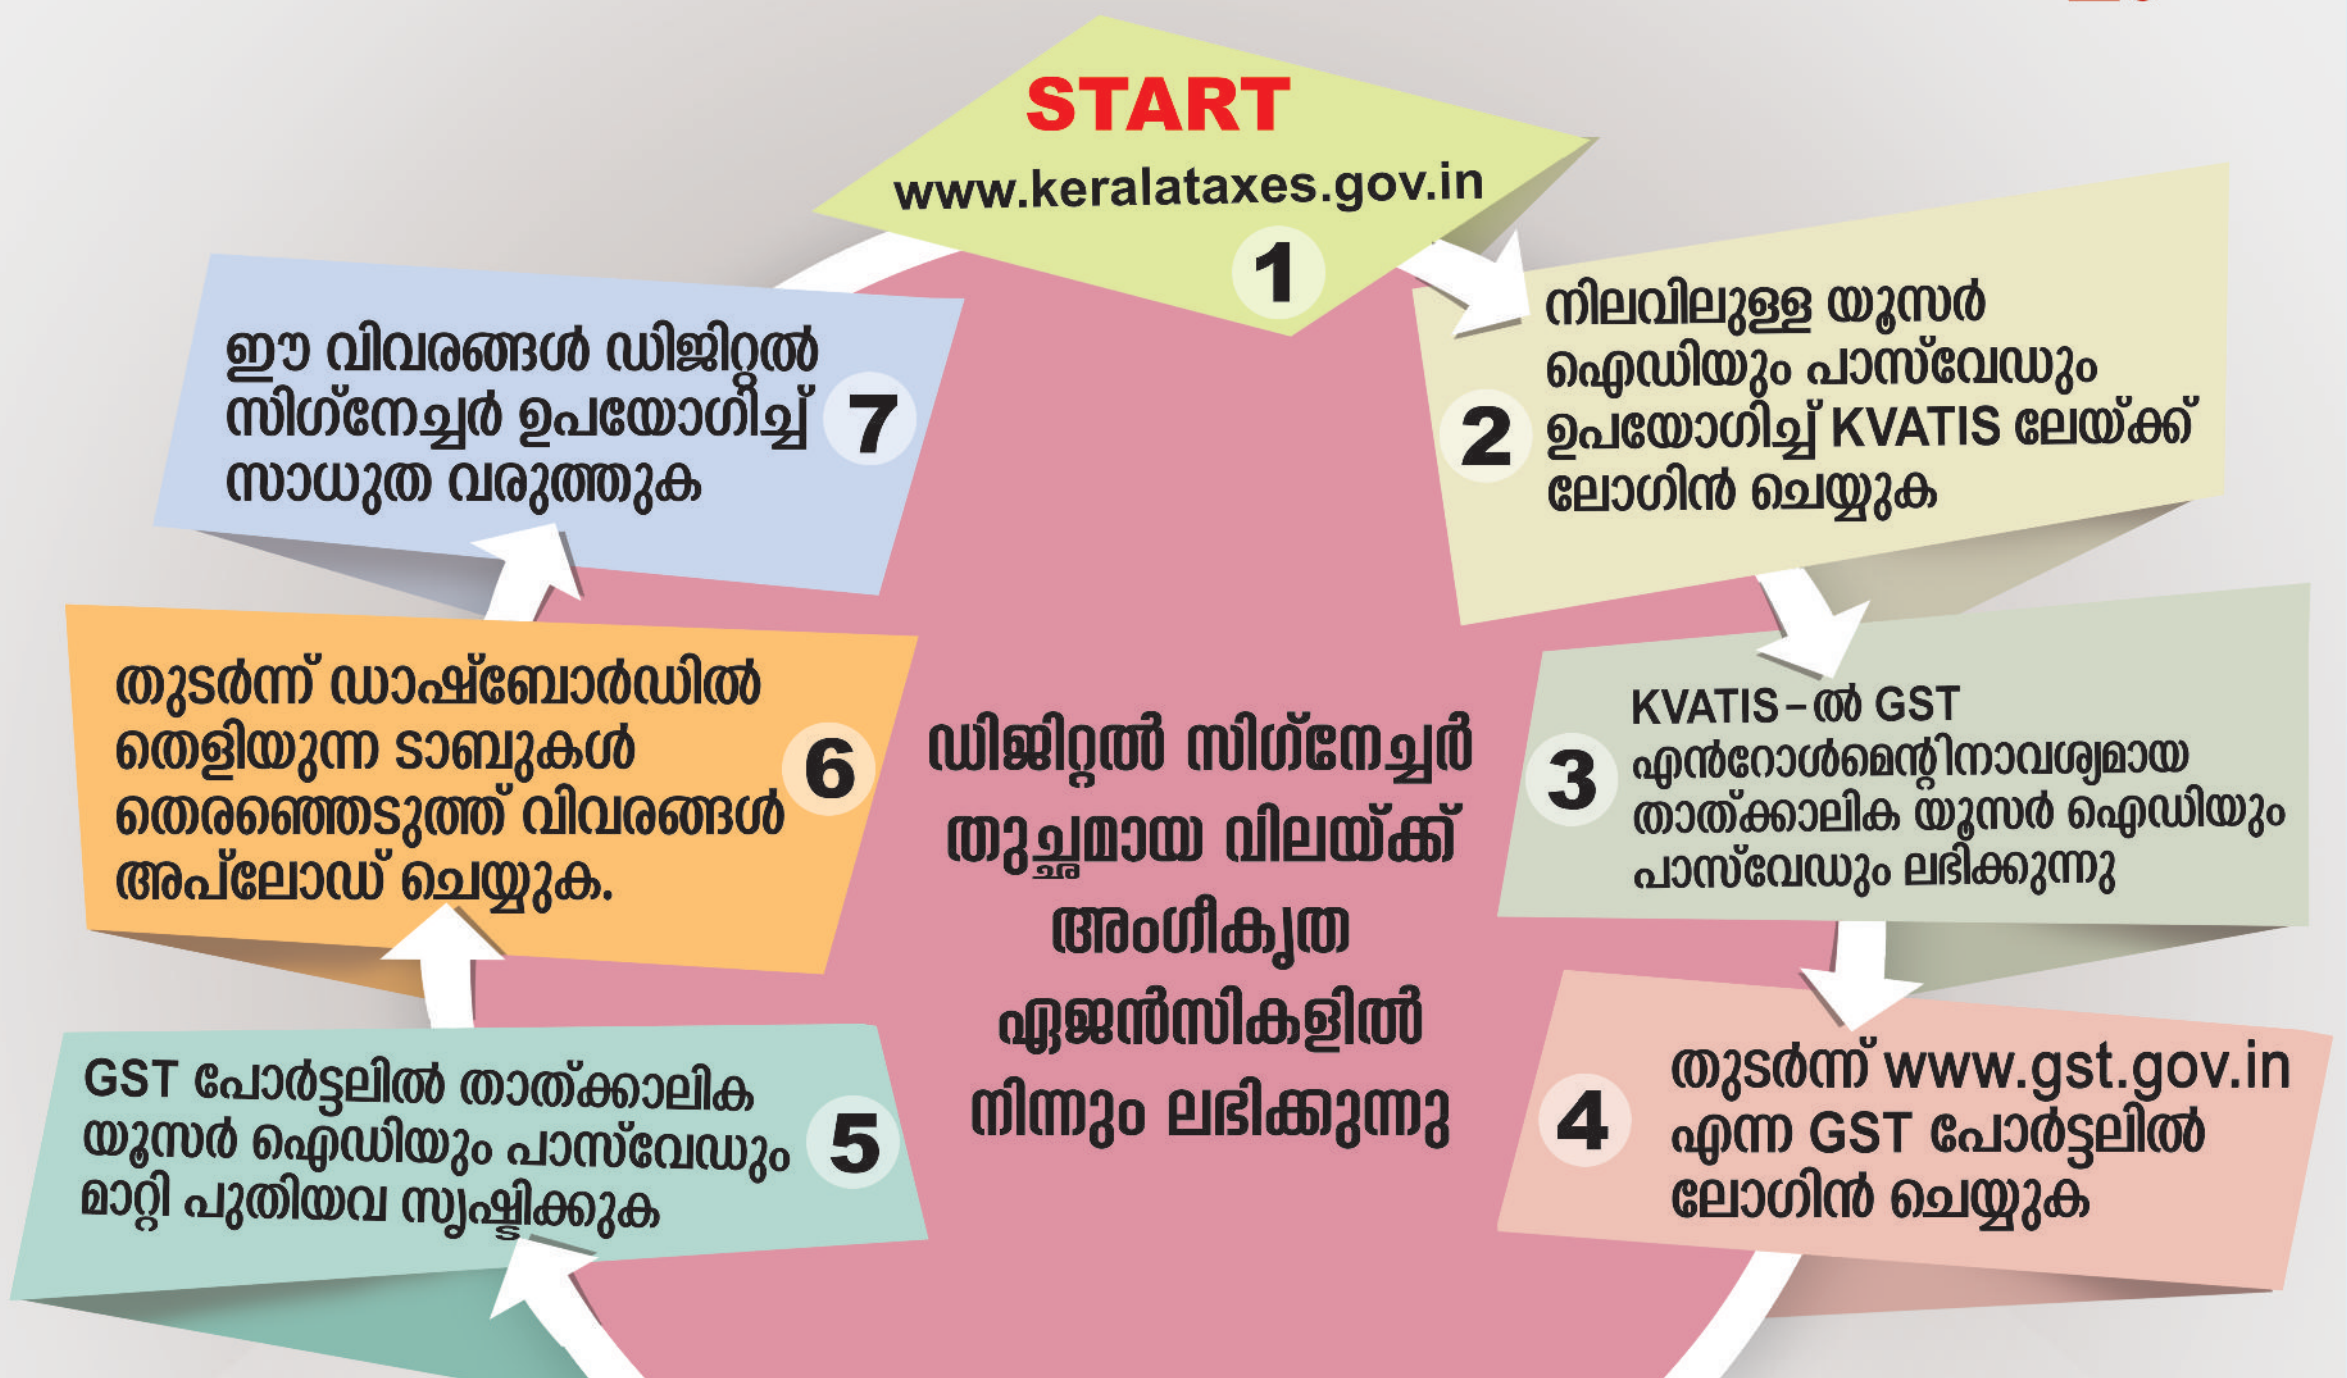 START
www.keralataxes.gov.in
1
2
നിലവിലുള്ള യൂസർ
ഐഡിയും പാസ്‌വേഡും
ഉപയോഗിച്ച് KVATIS ലേയ്ക്ക്
ലോഗിൻ ചെയ്യുക
3
KVATIS-ൽ GST
എൻറോൾമെന്റിനാവശ്യമായ
താത്ക്കാലിക യൂസർ ഐഡിയും
പാസ്‌വേഡും ലഭിക്കുന്നു
4
തുടർന്ന് www.gst.gov.in
എന്ന GST പോർട്ടലിൽ
ലോഗിൻ ചെയ്യുക
5
GST പോർട്ടലിൽ താത്ക്കാലിക
യൂസർ ഐഡിയും പാസ്‌വേഡും
മാറ്റി പുതിയവ സൃഷ്ടിക്കുക
6
തുടർന്ന് ഡാഷ്ബോർഡിൽ
തെളിയുന്ന ടാബുകൾ
തെരഞ്ഞെടുത്ത് വിവരങ്ങൾ
അപ്‌ലോഡ് ചെയ്യുക.
7
ഈ വിവരങ്ങൾ ഡിജിറ്റൽ
സിഗ്നേച്ചർ ഉപയോഗിച്ച്
സാധുത വരുത്തുക
ഡിജിറ്റൽ സിഗ്നേച്ചർ
തുച്ഛമായ വിലയ്ക്ക്
അംഗീകൃത
ഏജൻസികളിൽ
നിന്നും ലഭിക്കുന്നു